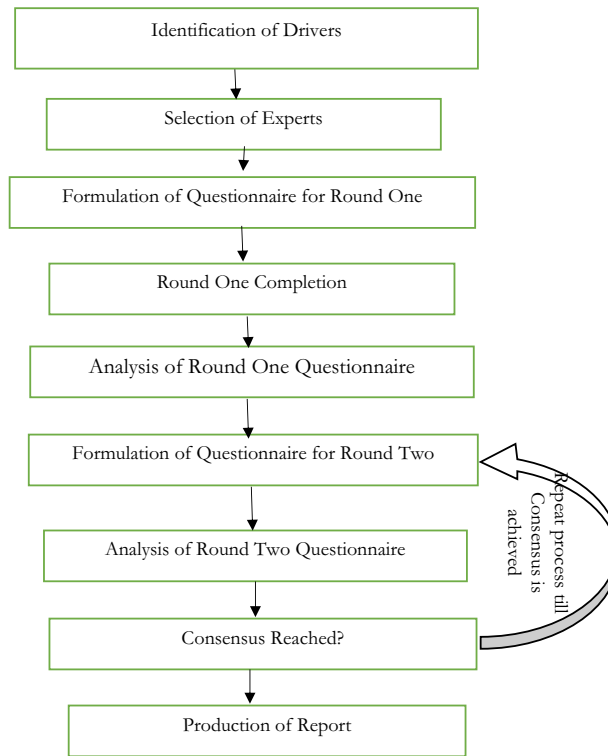 Identification of Drivers
Selection of Experts
Formulation of Questionnaire for Round One
Round One Completion
Analysis of Round One Questionnaire
Formulation of Questionnaire for Round Two
Analysis of Round Two Questionnaire
Repeat process till
Consensus is
achieved
Consensus Reached?
Production of Report